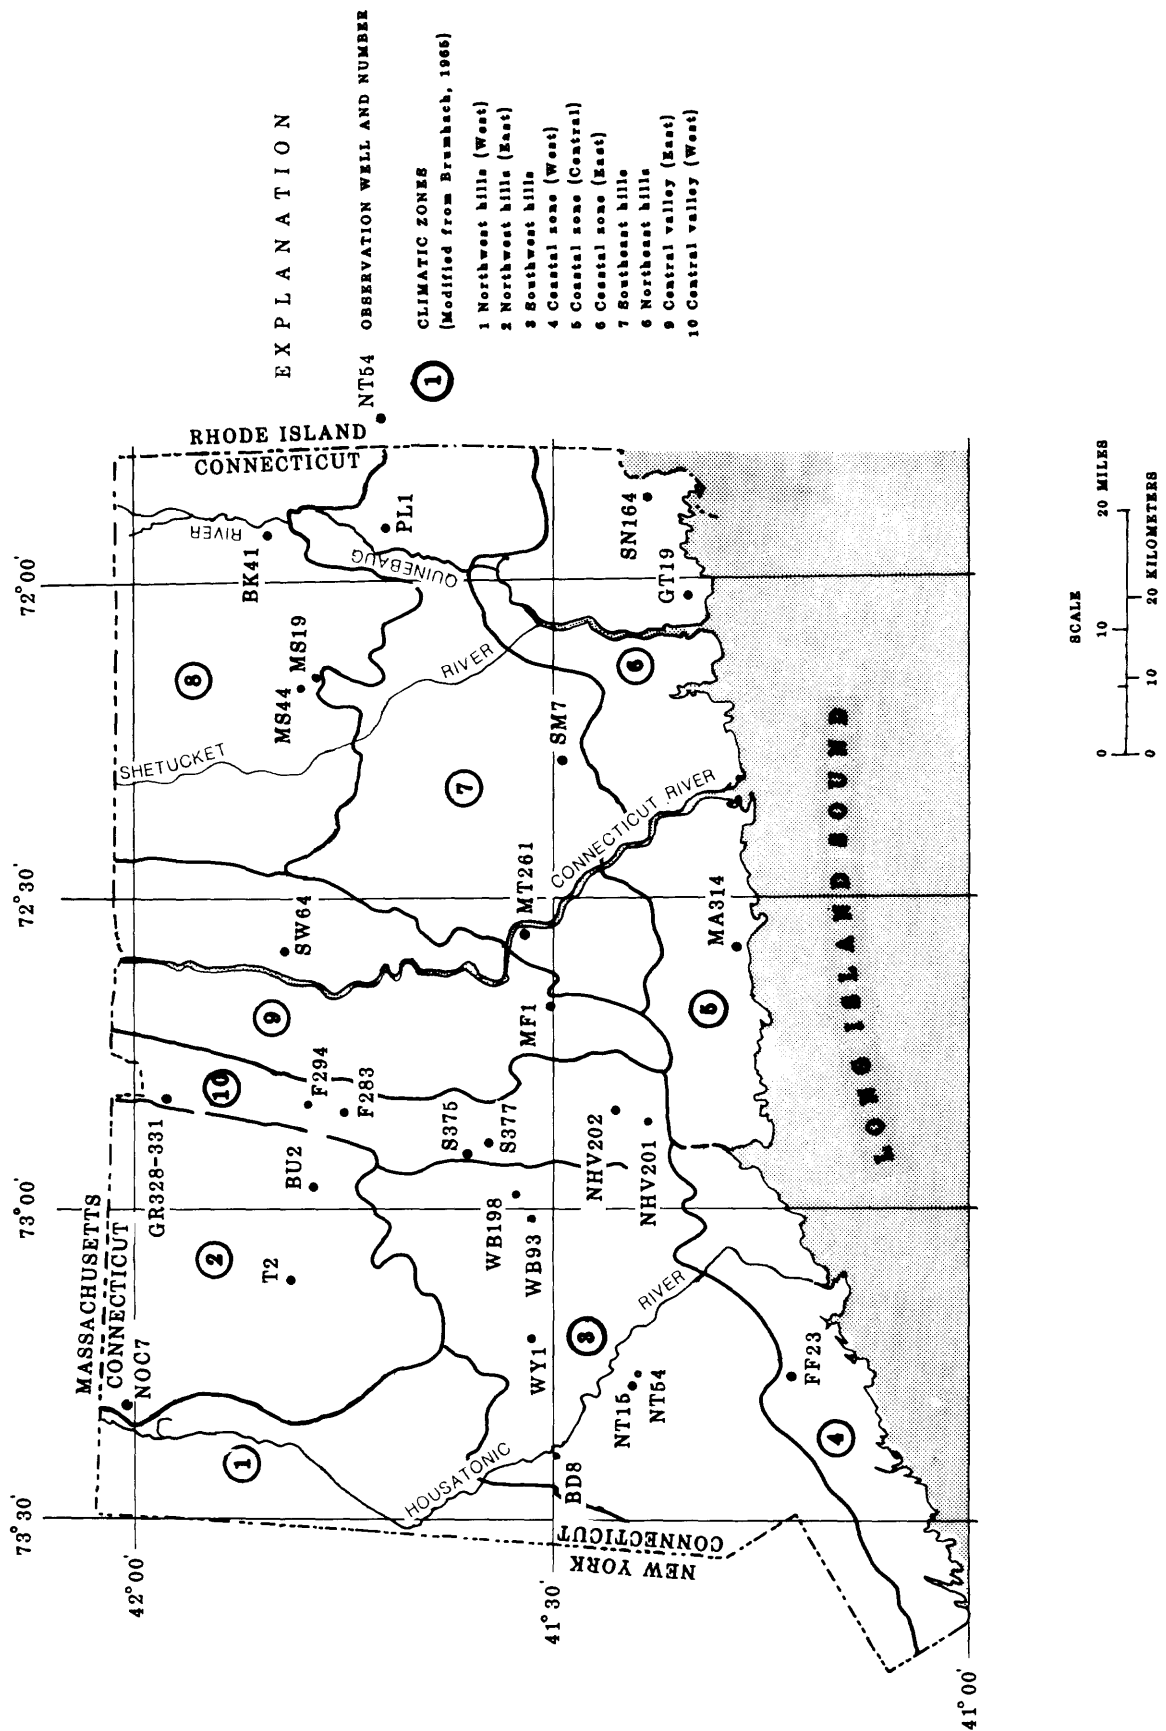 EXPLANATION
NT54 OBSERVATION WELL AND NUMBER
1 CLIMATIC ZONES
(Modified from Brumbach, 1965)
1 Northwest hills (West)
2 Northwest hills (East)
3 Southwest hills
4 Coastal zone (West)
5 Coastal zone (Central)
6 Coastal zone (East)
7 Southeast hills
8 Northeast hills
9 Central valley (East)
10 Central valley (West)
73°30'
73°00'
72°30'
72°00'
42°00'
41°30'
41°00'
MASSACHUSETTS
CONNECTICUT
RHODE ISLAND
CONNECTICUT
NEW YORK
CONNECTICUT
NOC7
GR328-331
T2
BU2
F294
F283
SW64
MS44
MS19
BK41
PL1
S375
S377
WB198
WB93
WY1
BD8
NT15
NT54
NHV202
NHV201
MF1
MT261
SM7
MA314
GT19
SN164
FF23
1
2
3
4
5
6
7
8
9
10
HOUSATONIC
RIVER
CONNECTICUT RIVER
SHETUCKET
RIVER
QUINEBAUG
RIVER
LONG ISLAND SOUND
SCALE
0 10 20 MILES
0 10 20 KILOMETERS